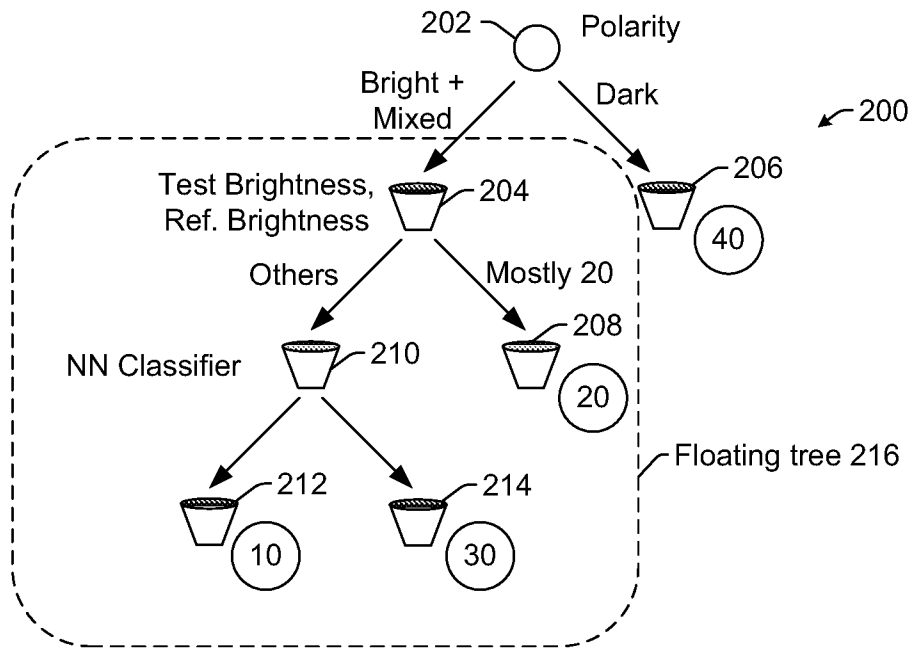 202
Polarity
Bright +
Mixed
Dark
200
Test Brightness,
Ref. Brightness
204
206
40
Others
Mostly 20
NN Classifier
210
208
20
Floating tree 216
212
214
10
30